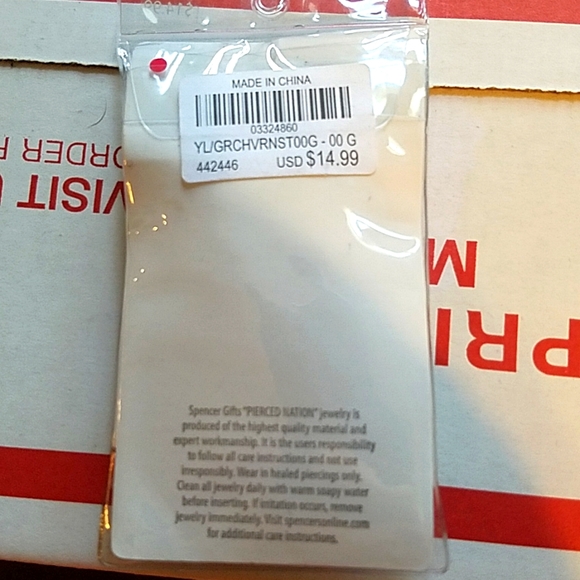 MADE IN CHINA
03324860
YL/GRCHVRNST00G - 00 G
442446 USD $14.99
Spencer Gifts "PIERCED NATION" jewelry is
produced of the highest quality material and
expert workmanship. It is the users responsibility
to follow all care instructions and not use
irresponsibly. Wear in healed piercings only.
Clean all jewelry daily with warm soapy water
before inserting. If irritation occurs, remove
jewelry immediately. Visit spencersonline.com
for additional care instructions.
VISIT
ORDER
PRI
M